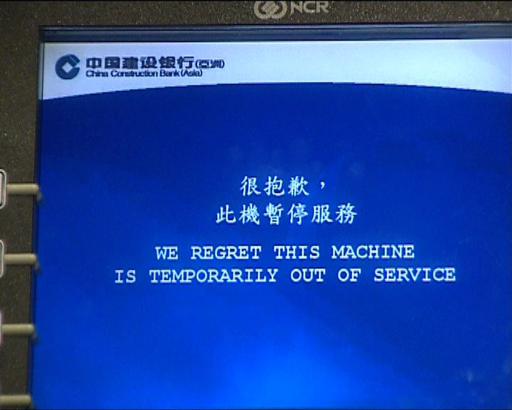 NCR
中国建设银行(亞洲)
China Construction Bank (Asia)
很抱歉，
此機暫停服務
WE REGRET THIS MACHINE
IS TEMPORARILY OUT OF SERVICE